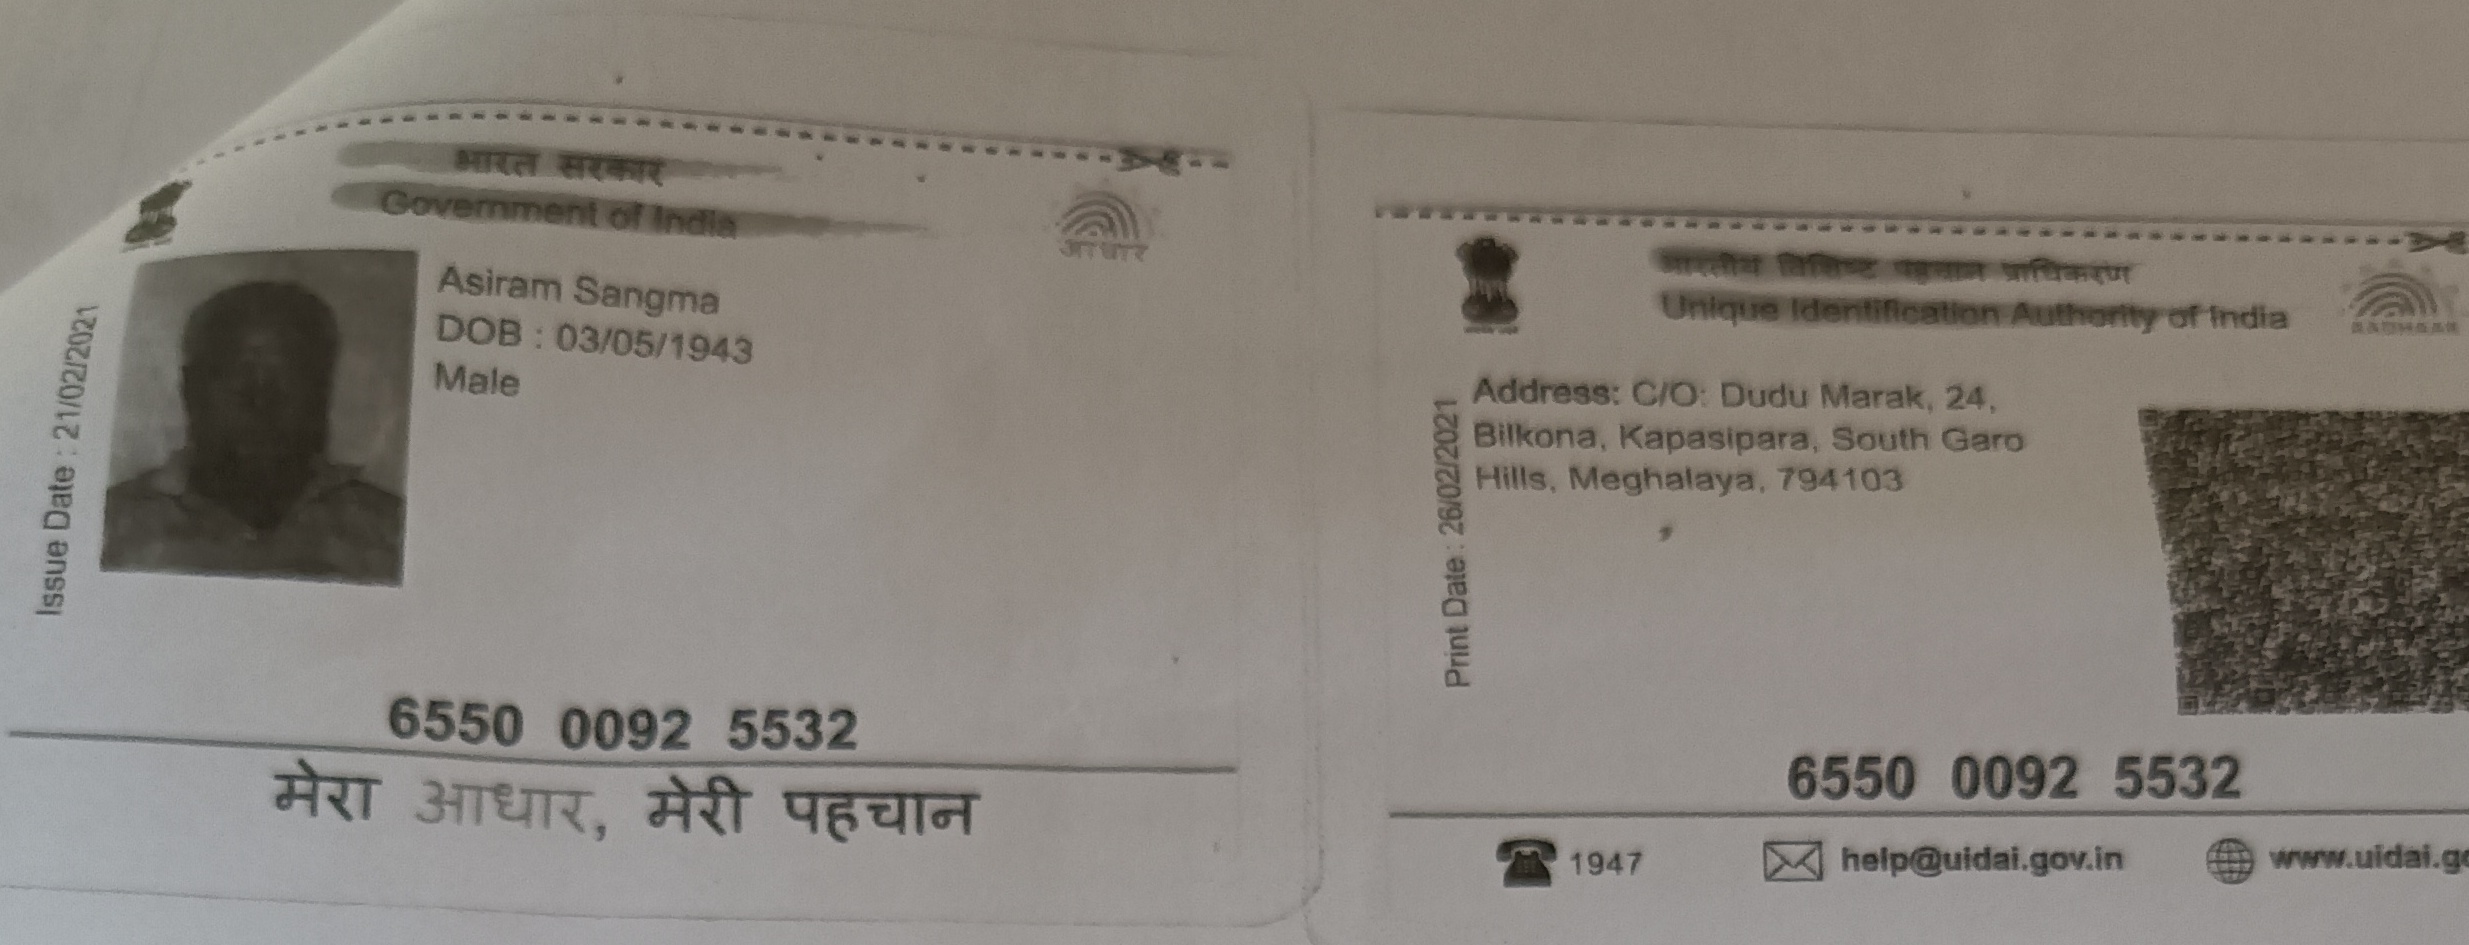 भारत सरकार
Government of India
आधार
Issue Date : 21/02/2021
Asiram Sangma
DOB : 03/05/1943
Male
6550 0092 5532
मेरा आधार, मेरी पहचान
भारतीय विशिष्ट पहचान प्राधिकरण
Unique Identification Authority of India
AADHAAR
Print Date : 26/02/2021
Address: C/O: Dudu Marak, 24,
Bilkona, Kapasipara, South Garo
Hills, Meghalaya, 794103
6550 0092 5532
1947
help@uidai.gov.in
www.uidai.go